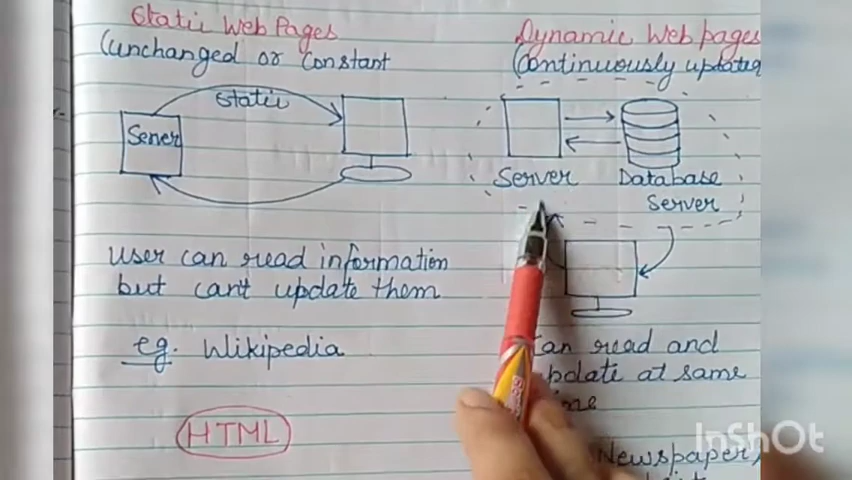 Static Web Pages
(unchanged or constant
Static
Server
User can read information
but can't update them
eg. Wikipedia
HTML
Dynamic Web pages
(Continuously updated
Server
Database
Server
Can read and
update at same
Newspaper,
InShOt